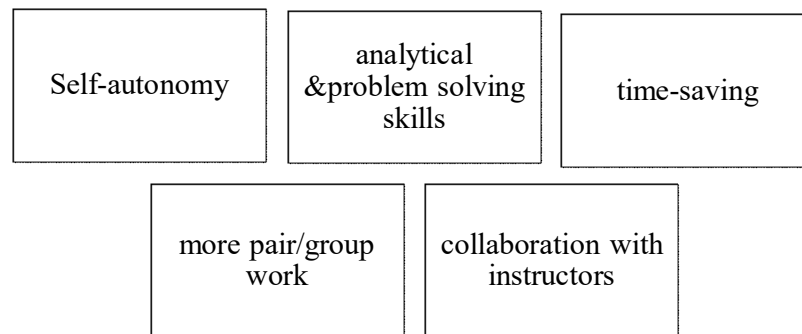 Self-autonomy
analytical
&problem solving
skills
time-saving
more pair/group
work
collaboration with
instructors